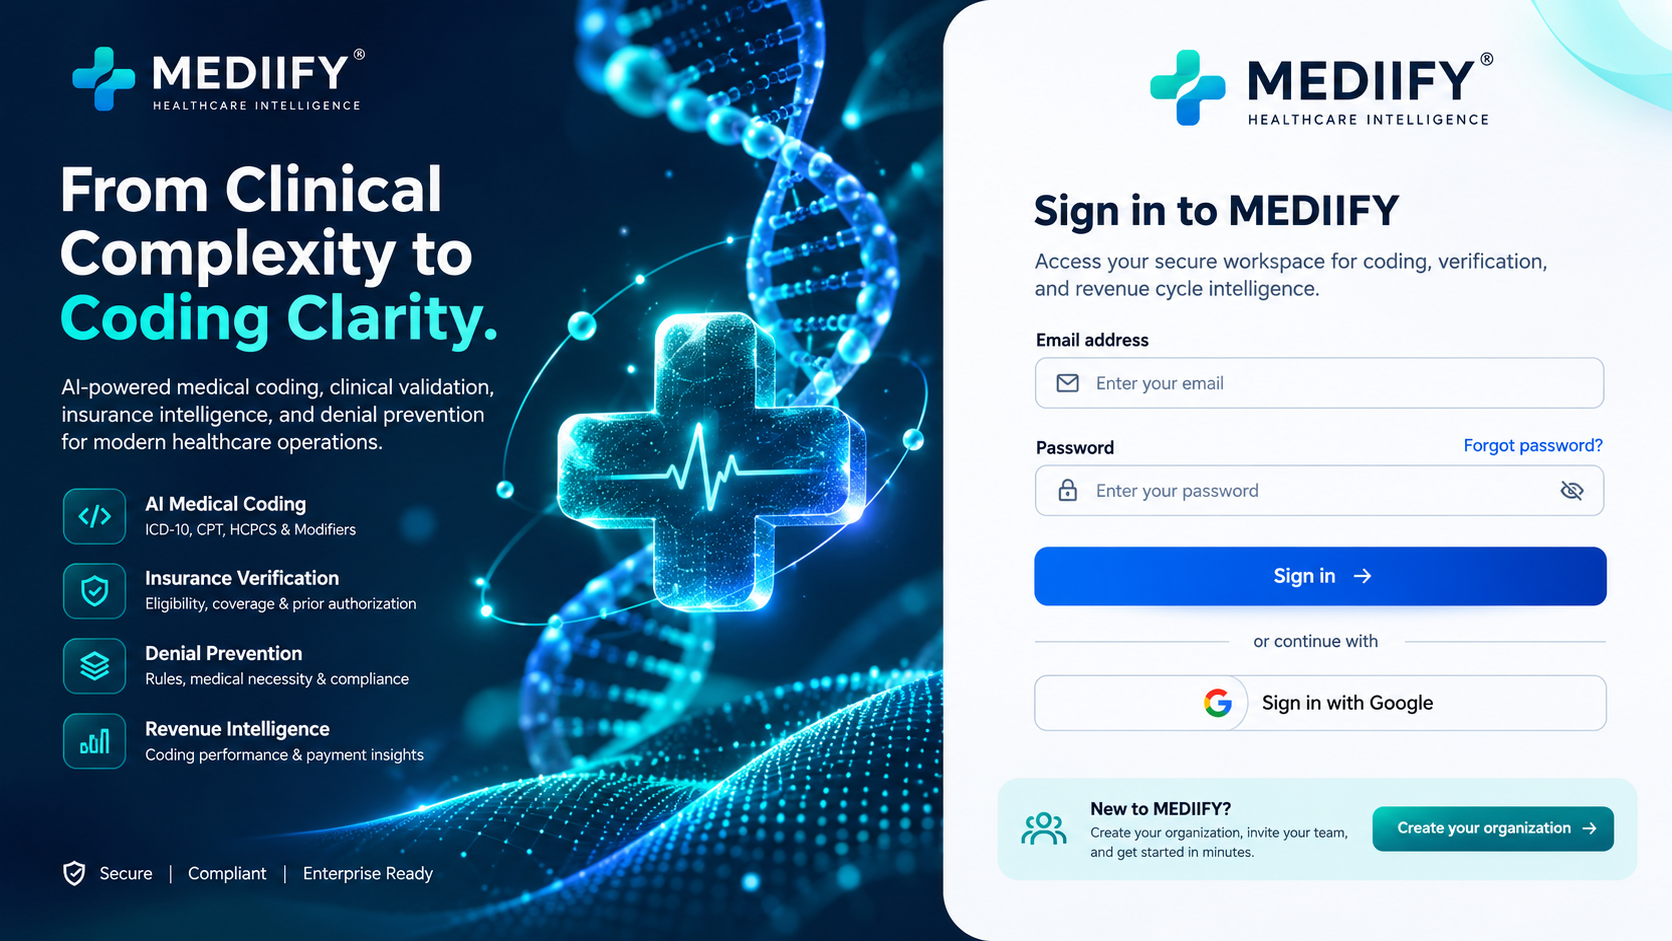 MEDIIFY®
HEALTHCARE INTELLIGENCE
From Clinical
Complexity to
Coding Clarity.
AI-powered medical coding, clinical validation,
insurance intelligence, and denial prevention
for modern healthcare operations.
AI Medical Coding
ICD-10, CPT, HCPCS & Modifiers
Insurance Verification
Eligibility, coverage & prior authorization
Denial Prevention
Rules, medical necessity & compliance
Revenue Intelligence
Coding performance & payment insights
Secure | Compliant | Enterprise Ready
MEDIIFY®
HEALTHCARE INTELLIGENCE
Sign in to MEDIIFY
Access your secure workspace for coding, verification,
and revenue cycle intelligence.
Email address
Enter your email
Password
Forgot password?
Enter your password
Sign in →
or continue with
Sign in with Google
New to MEDIIFY?
Create your organization, invite your team,
and get started in minutes.
Create your organization →